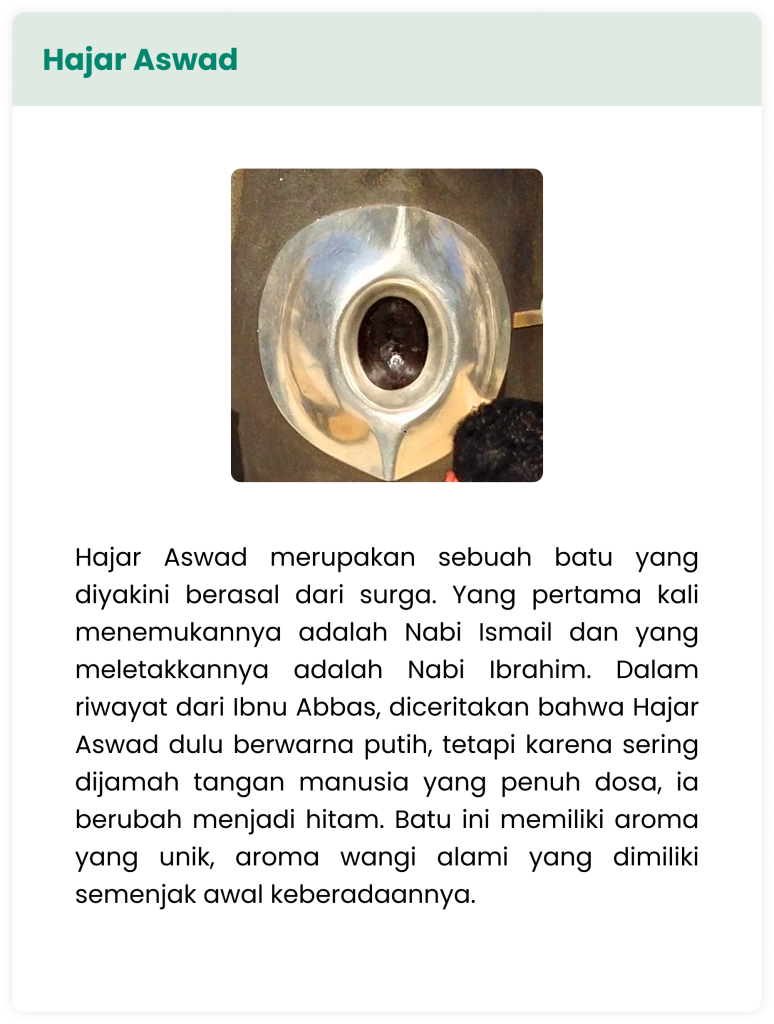 Hajar Aswad
Hajar Aswad merupakan sebuah batu yang
diyakini berasal dari surga. Yang pertama kali
menemukannya adalah Nabi Ismail dan yang
meletakkannya adalah Nabi Ibrahim. Dalam
riwayat dari Ibnu Abbas, diceritakan bahwa Hajar
Aswad dulu berwarna putih, tetapi karena sering
dijamah tangan manusia yang penuh dosa, ia
berubah menjadi hitam. Batu ini memiliki aroma
yang unik, aroma wangi alami yang dimiliki
semenjak awal keberadaannya.